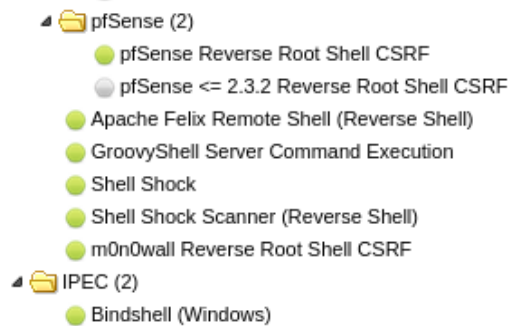 pfSense (2)
pfSense Reverse Root Shell CSRF
pfSense <= 2.3.2 Reverse Root Shell CSRF
Apache Felix Remote Shell (Reverse Shell)
GroovyShell Server Command Execution
Shell Shock
Shell Shock Scanner (Reverse Shell)
m0n0wall Reverse Root Shell CSRF
IPEC (2)
Bindshell (Windows)